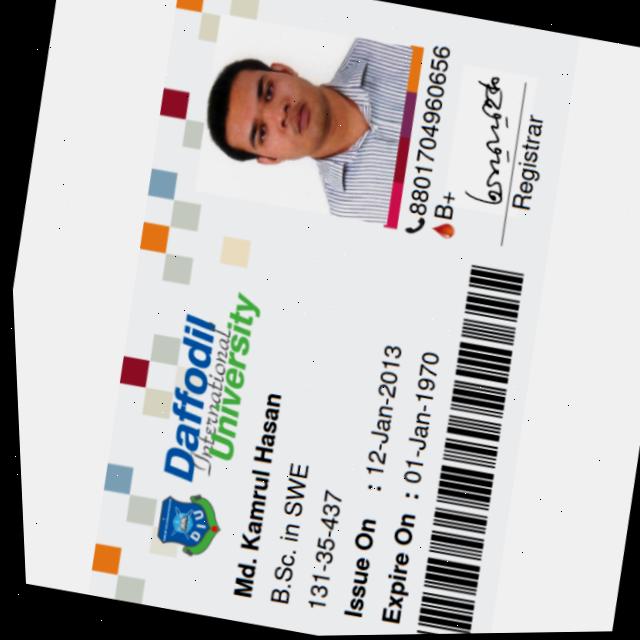 Daffodil
International
University
DIU
Md. Kamrul Hasan
B.Sc. in SWE
131-35-437
Issue On : 12-Jan-2013
Expire On : 01-Jan-1970
8801704960656
B+
Registrar